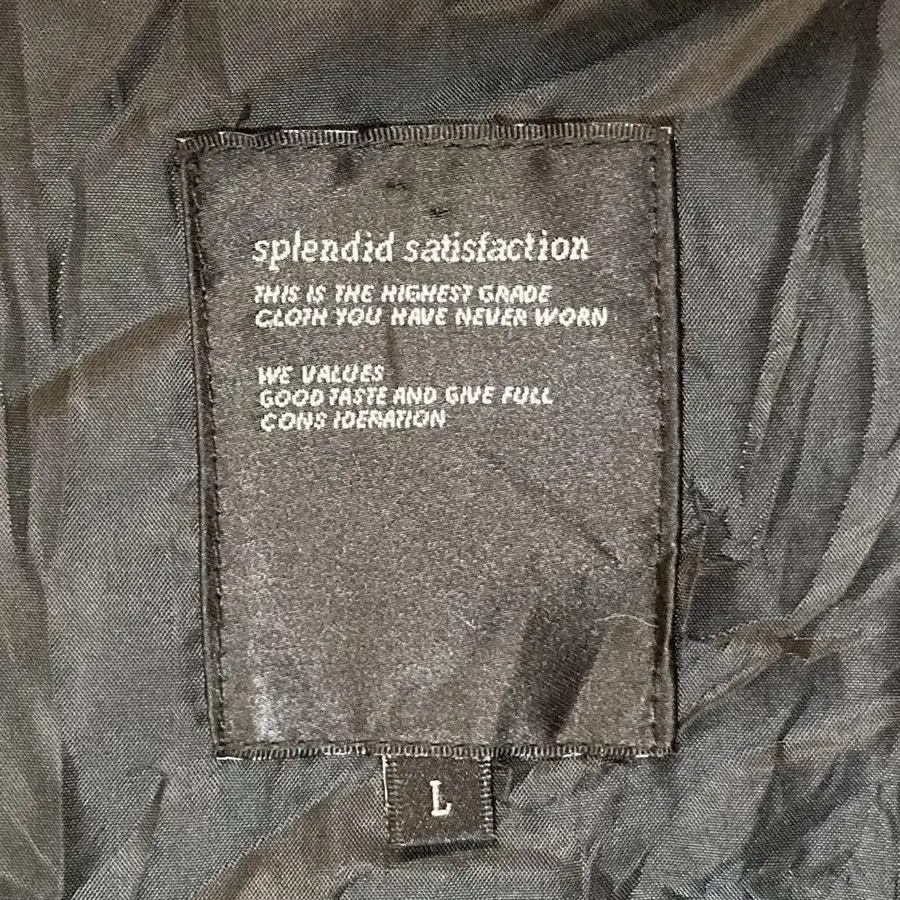 splendid satisfaction
THIS IS THE HIGHEST GRADE
CLOTH YOU HAVE NEVER WORN
WE VALUES
GOOD TASTE AND GIVE FULL
CONS IDERATION
L